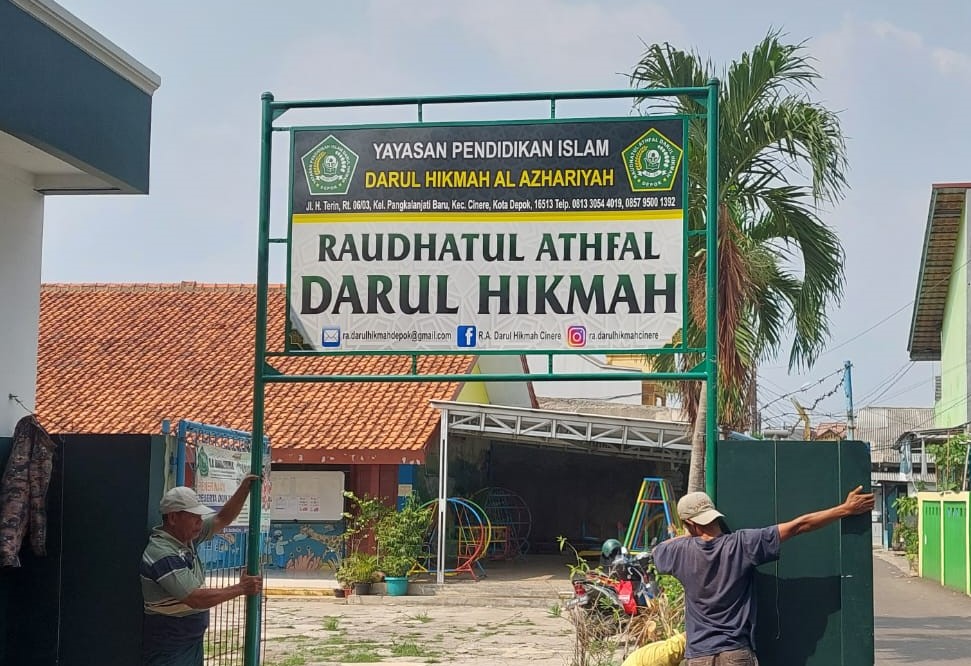 YAYASAN PENDIDIKAN ISLAM
DARUL HIKMAH AL AZHARIYAH
Jl. H. Terin, Rt. 06/03, Kel. Pangkalanjati Baru, Kec. Cinere, Kota Depok, 16513 Telp. 0813 3054 4019, 0857 9500 1392
RAUDHATUL ATHFAL
DARUL HIKMAH
ra.darulhikmahdepok@gmail.com R.A. Darul Hikmah Cinere ra.darulhikmahcinere